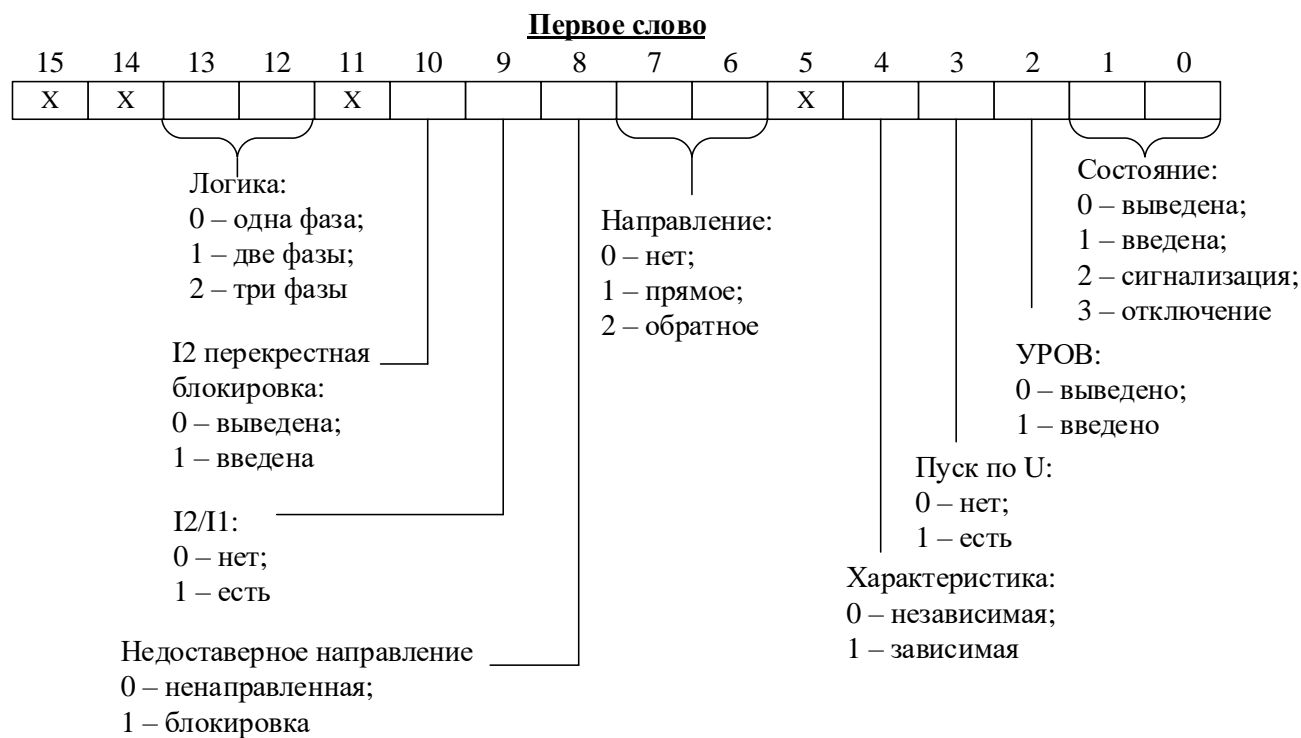 Первое слово
15 14 13 12 11 10 9 8 7 6 5 4 3 2 1 0
X X X X
Логика:
0 – одна фаза;
1 – две фазы;
2 – три фазы
I2 перекрестная
блокировка:
0 – выведена;
1 – введена
I2/I1:
0 – нет;
1 – есть
Недоставерное направление
0 – ненаправленная;
1 – блокировка
Направление:
0 – нет;
1 – прямое;
2 – обратное
Состояние:
0 – выведена;
1 – введена;
2 – сигнализация;
3 – отключение
УРОВ:
0 – выведено;
1 – введено
Пуск по U:
0 – нет;
1 – есть
Характеристика:
0 – независимая;
1 – зависимая